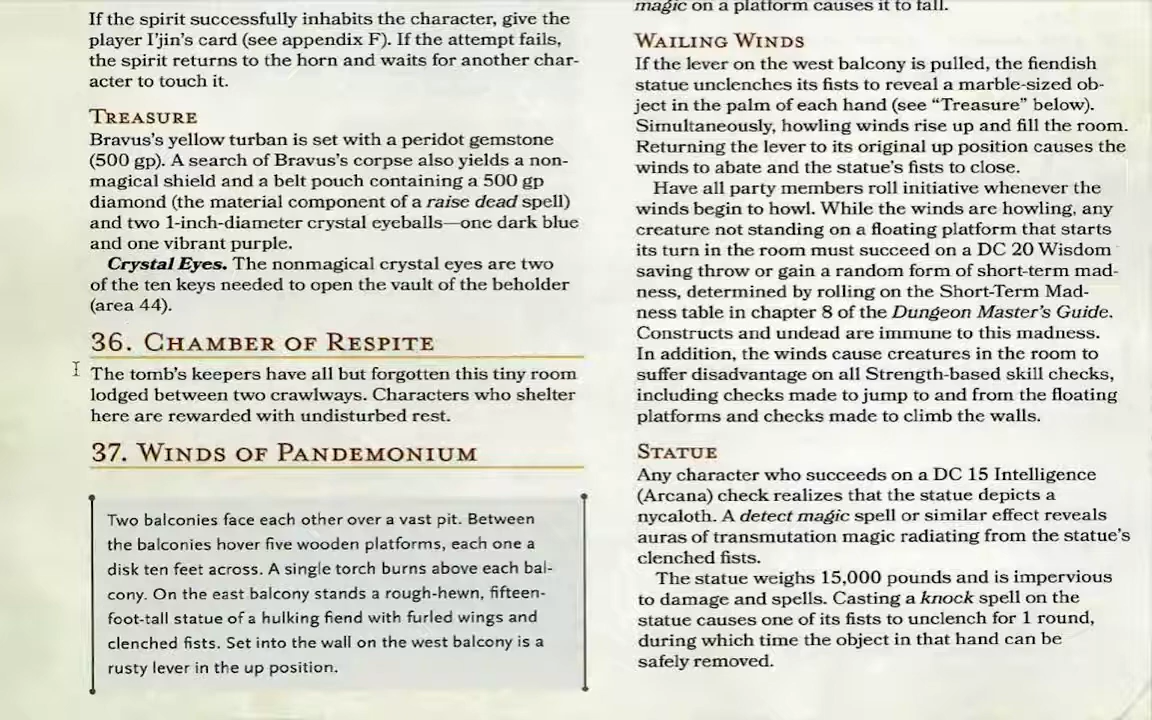 If the spirit successfully inhabits the character, give the
player I'jin's card (see appendix F). If the attempt fails,
the spirit returns to the horn and waits for another char-
acter to touch it.
TREASURE
Bravus's yellow turban is set with a peridot gemstone
(500 gp). A search of Bravus's corpse also yields a non-
magical shield and a belt pouch containing a 500 gp
diamond (the material component of a raise dead spell)
and two 1-inch-diameter crystal eyeballs—one dark blue
and one vibrant purple.
Crystal Eyes. The nonmagical crystal eyes are two
of the ten keys needed to open the vault of the beholder
(area 44).
36. CHAMBER OF RESPITE
The tomb's keepers have all but forgotten this tiny room
lodged between two crawlways. Characters who shelter
here are rewarded with undisturbed rest.
37. WINDS OF PANDEMONIUM
Two balconies face each other over a vast pit. Between
the balconies hover five wooden platforms, each one a
disk ten feet across. A single torch burns above each bal-
cony. On the east balcony stands a rough-hewn, fifteen-
foot-tall statue of a hulking fiend with furled wings and
clenched fists. Set into the wall on the west balcony is a
rusty lever in the up position.
magic on a platform causes it to fall.
WAILING WINDS
If the lever on the west balcony is pulled, the fiendish
statue unclenches its fists to reveal a marble-sized ob-
ject in the palm of each hand (see “Treasure” below).
Simultaneously, howling winds rise up and fill the room.
Returning the lever to its original up position causes the
winds to abate and the statue's fists to close.
Have all party members roll initiative whenever the
winds begin to howl. While the winds are howling, any
creature not standing on a floating platform that starts
its turn in the room must succeed on a DC 20 Wisdom
saving throw or gain a random form of short-term mad-
ness, determined by rolling on the Short-Term Mad-
ness table in chapter 8 of the Dungeon Master's Guide.
Constructs and undead are immune to this madness.
In addition, the winds cause creatures in the room to
suffer disadvantage on all Strength-based skill checks,
including checks made to jump to and from the floating
platforms and checks made to climb the walls.
STATUE
Any character who succeeds on a DC 15 Intelligence
(Arcana) check realizes that the statue depicts a
nycaloth. A detect magic spell or similar effect reveals
auras of transmutation magic radiating from the statue's
clenched fists.
The statue weighs 15,000 pounds and is impervious
to damage and spells. Casting a knock spell on the
statue causes one of its fists to unclench for 1 round,
during which time the object in that hand can be
safely removed.